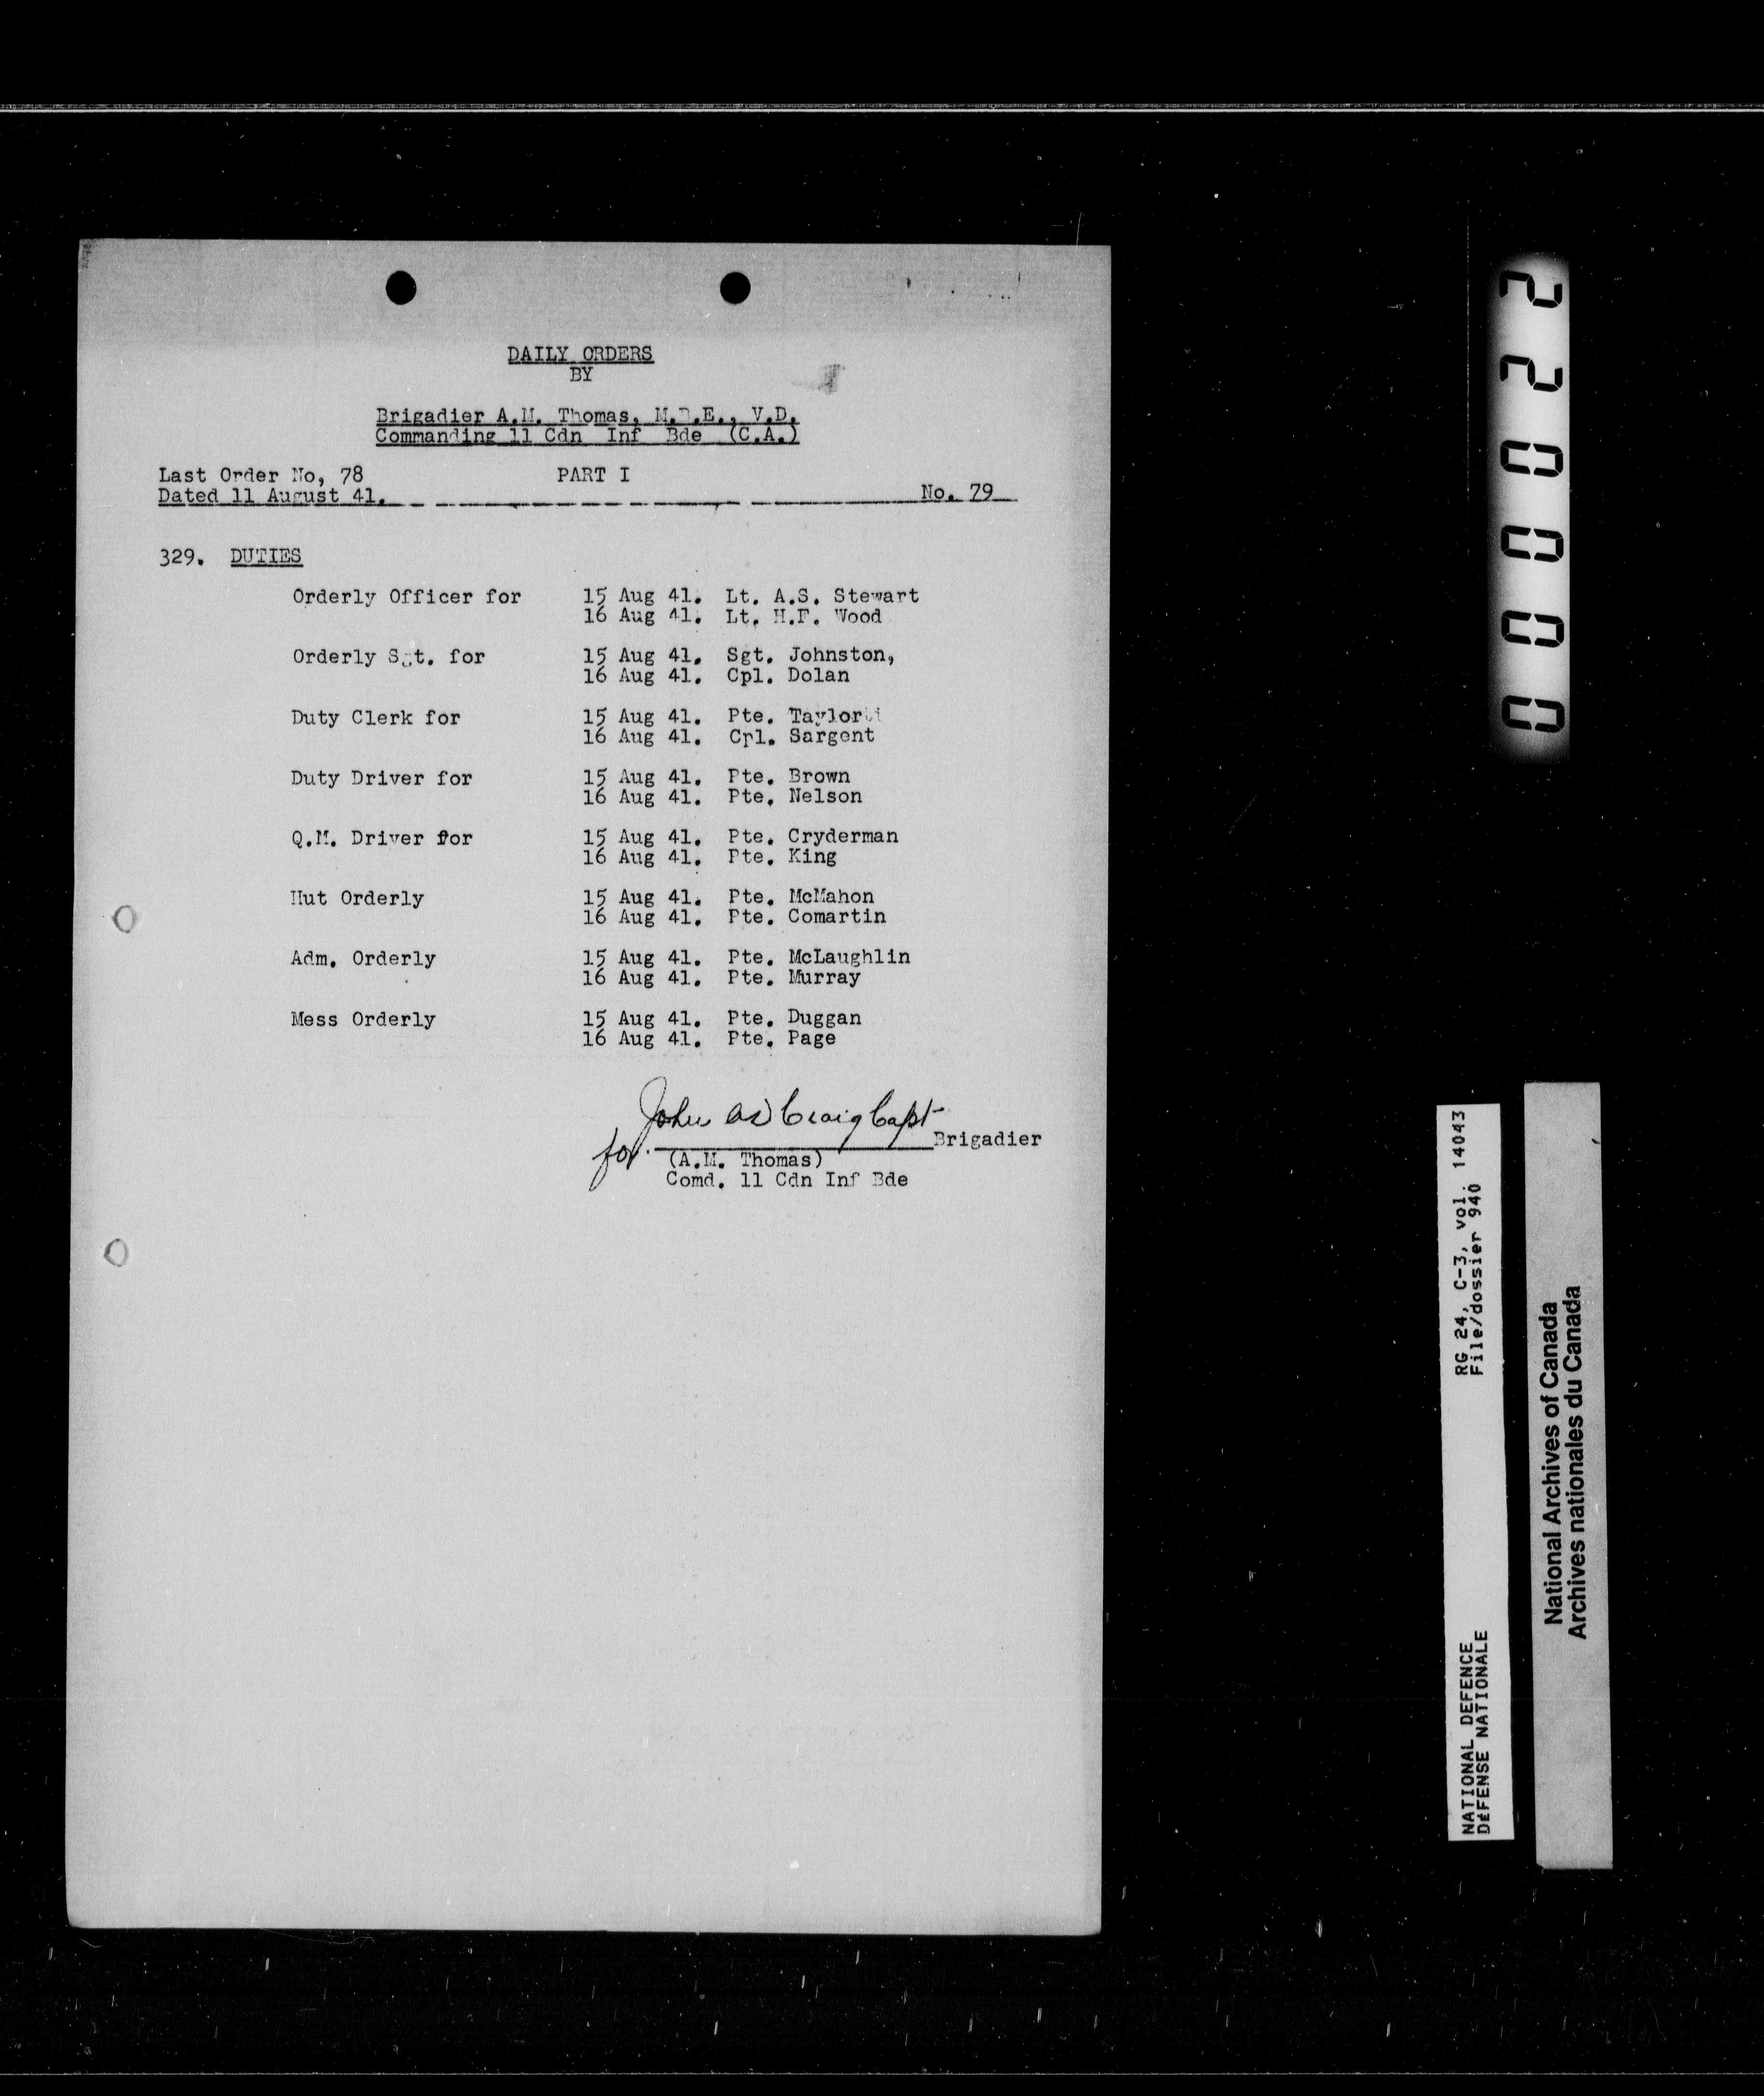 DAILY ORDERS
BY
Brigadier A.M. Thomas, M.B.E., V.D.
Commanding 11 Cdn Inf Bde (C.A.)
Last Order No, 78 PART I
Dated 11 August 41. No. 79
329. DUTIES
Orderly Officer for 15 Aug 41. Lt. A.S. Stewart
16 Aug 41. Lt. H.F. Wood
Orderly Sgt. for 15 Aug 41. Sgt. Johnston,
16 Aug 41. Cpl. Dolan
Duty Clerk for 15 Aug 41. Pte. Taylor
16 Aug 41. Cpl. Sargent
Duty Driver for 15 Aug 41. Pte. Brown
16 Aug 41. Pte. Nelson
Q.M. Driver for 15 Aug 41. Pte. Cryderman
16 Aug 41. Pte. King
Hut Orderly 15 Aug 41. Pte. McMahon
16 Aug 41. Pte. Comartin
Adm. Orderly 15 Aug 41. Pte. McLaughlin
16 Aug 41. Pte. Murray
Mess Orderly 15 Aug 41. Pte. Duggan
16 Aug 41. Pte. Page
John Craig Capt
for. Brigadier
(A.M. Thomas)
Comd. 11 Cdn Inf Bde
000022
NATIONAL DEFENCE RG 24, C-3, vol. 14043
DÉFENSE NATIONALE File/dossier 940
National Archives of Canada
Archives nationales du Canada